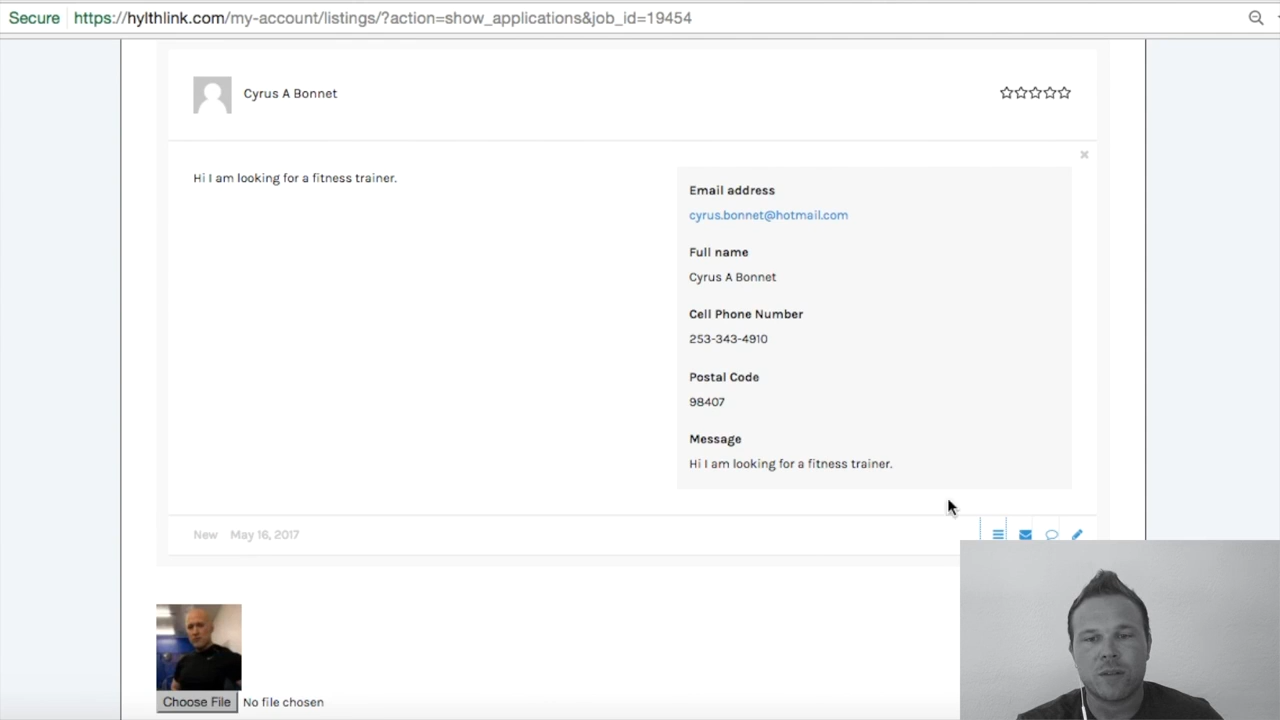 Secure https://hylthlink.com/my-account/listings/?action=show_applications&job_id=19454
Cyrus A Bonnet
Hi I am looking for a fitness trainer.
Email address
cyrus.bonnet@hotmail.com
Full name
Cyrus A Bonnet
Cell Phone Number
253-343-4910
Postal Code
98407
Message
Hi I am looking for a fitness trainer.
New May 16, 2017
Choose File No file chosen